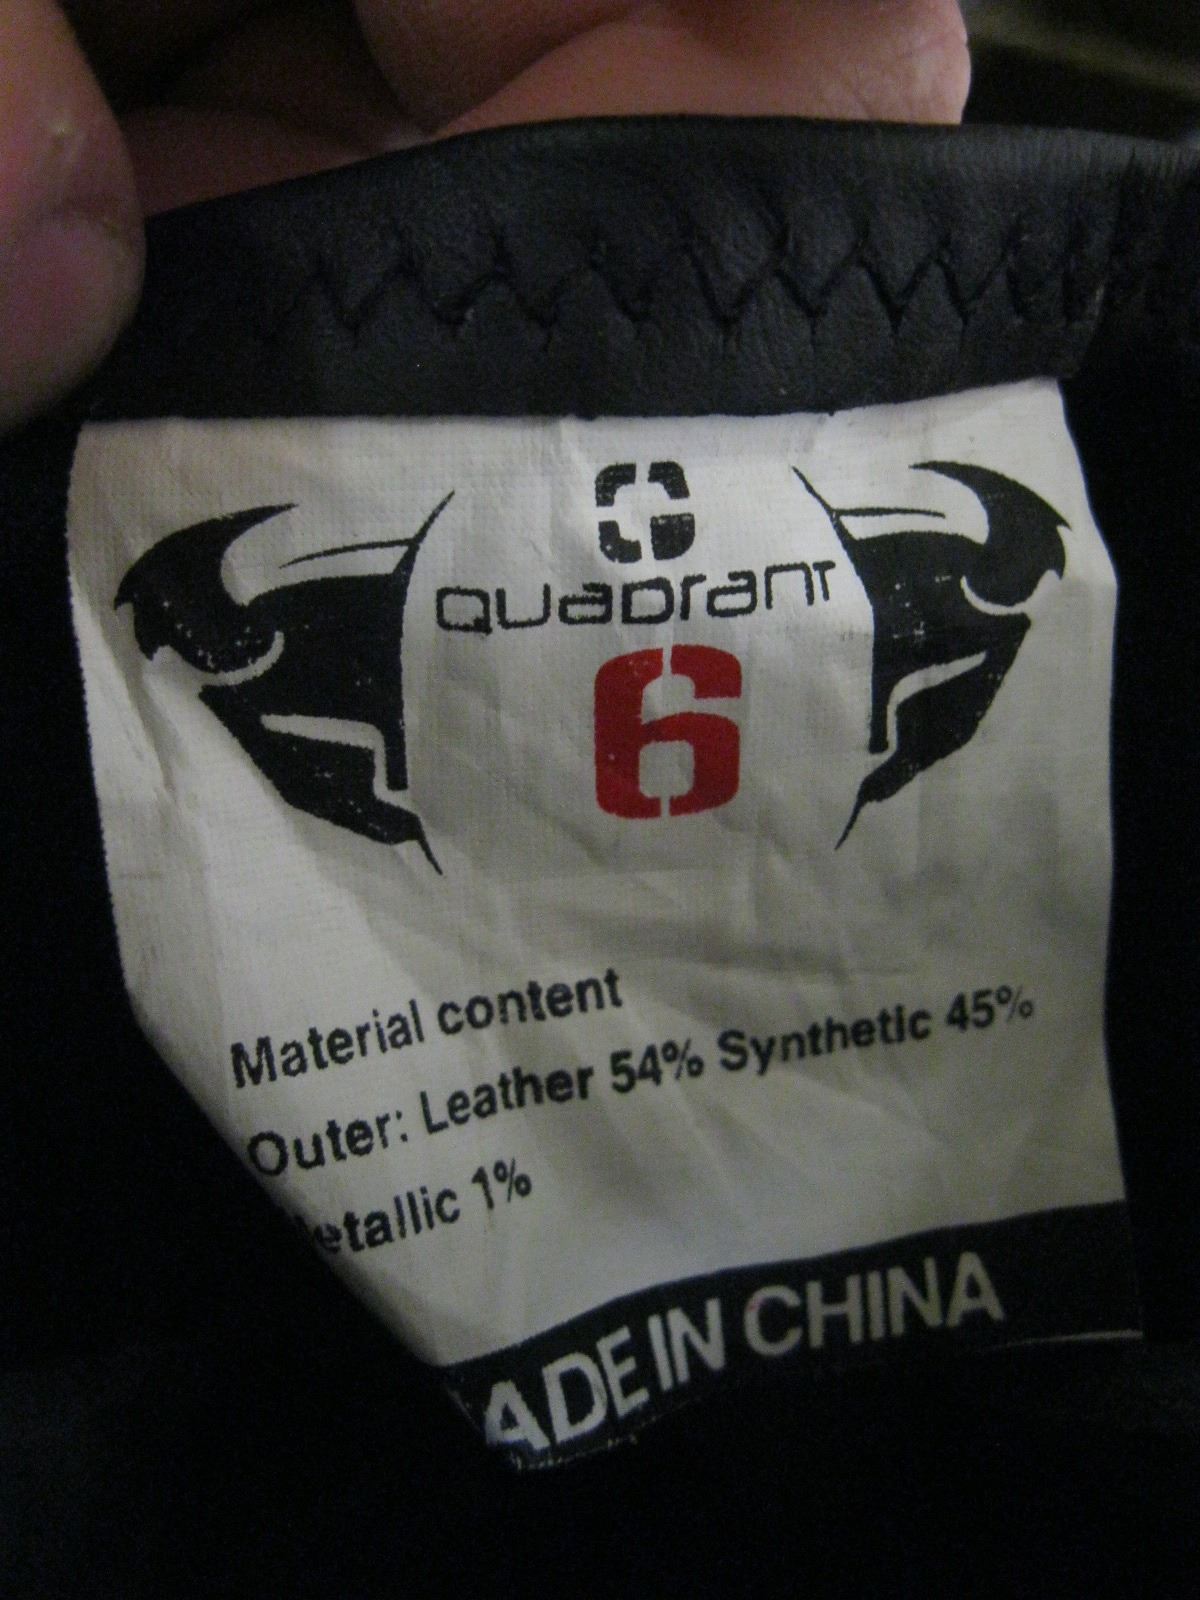 QUADRANT
6
Material content
Outer: Leather 54% Synthetic 45%
etallic 1%
ADE IN CHINA